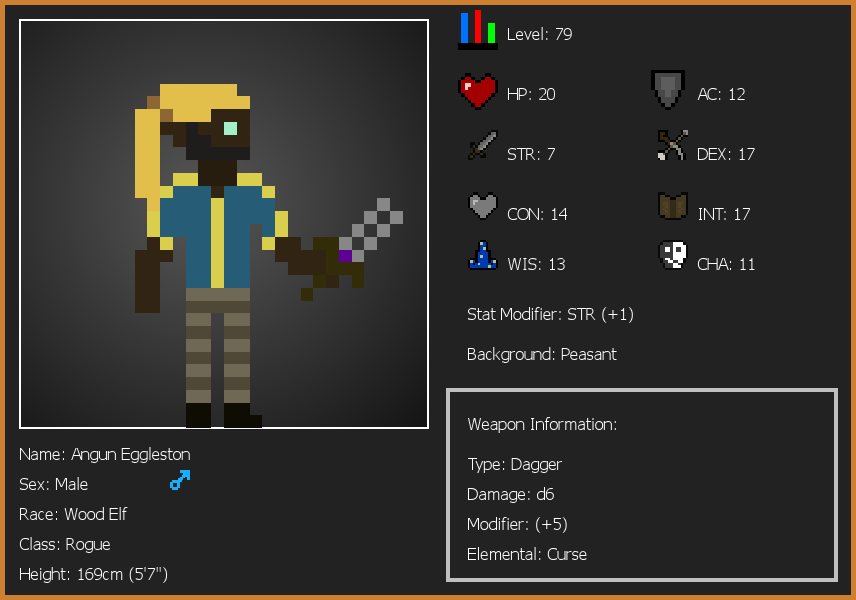 Level: 79
HP: 20
AC: 12
STR: 7
DEX: 17
CON: 14
INT: 17
WIS: 13
CHA: 11
Stat Modifier: STR (+1)
Background: Peasant
Weapon Information:
Type: Dagger
Damage: d6
Modifier: (+5)
Elemental: Curse
Name: Angun Eggleston
Sex: Male
Race: Wood Elf
Class: Rogue
Height: 169cm (5'7")